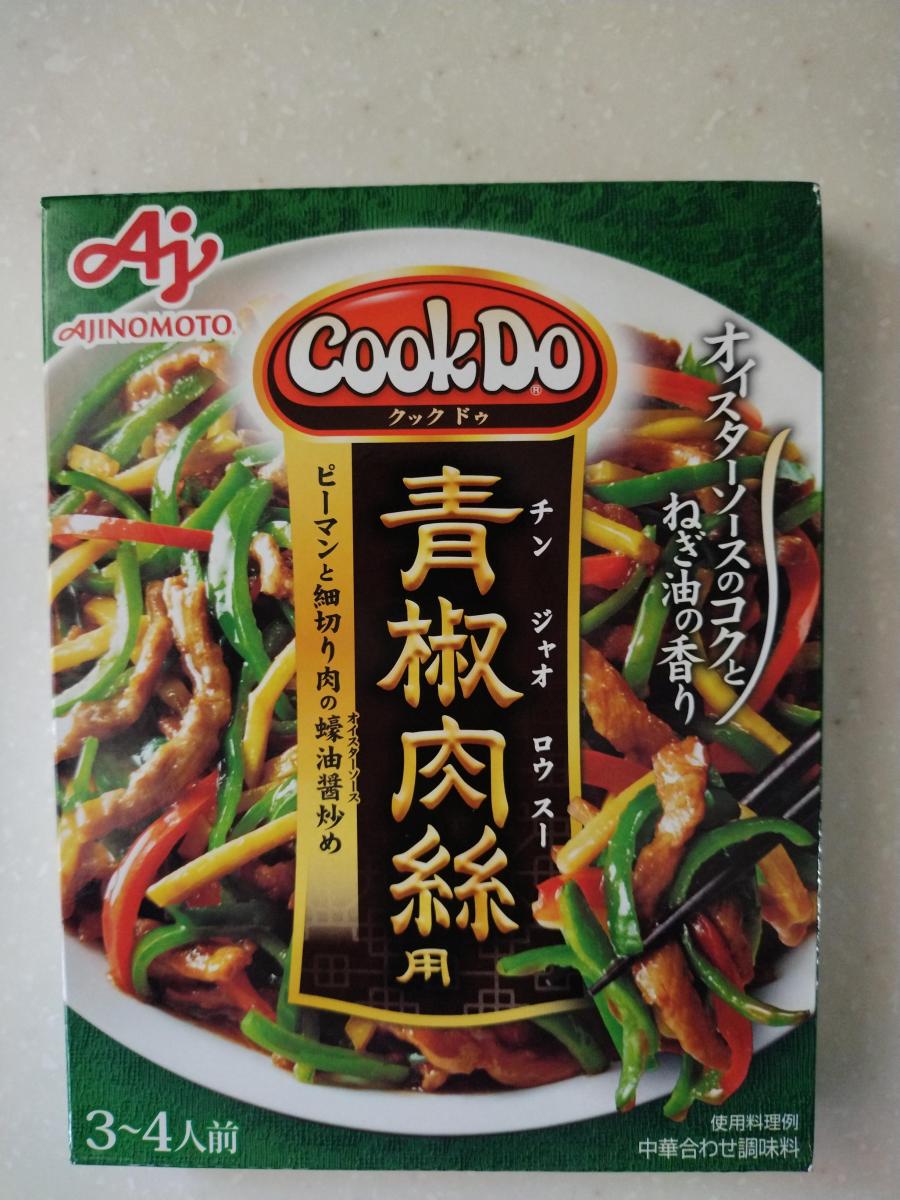 Aj
AJINOMOTO
CookDo®
クック ドゥ
オイスターソースのコクと
ねぎ油の香り
青椒肉絲用
チン ジャオ ロウ スー
ピーマンと細切り肉の蠔油醤炒め
オイスターソース
3~4人前
使用料理例
中華合わせ調味料